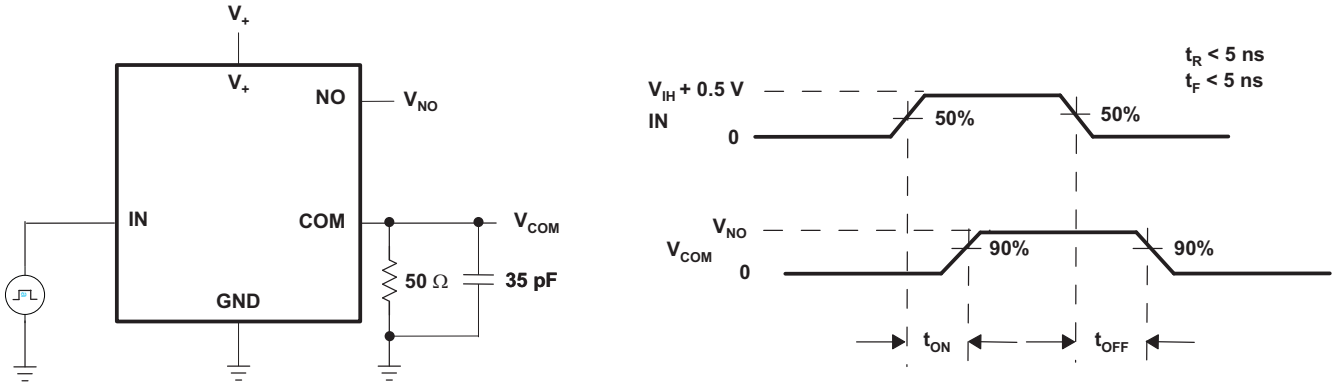 V+
V+
NO
VNO
IN
COM
VCOM
50 Ω
35 pF
GND
tR < 5 ns
tF < 5 ns
VIH + 0.5 V
IN
0
50%
50%
VNO
VCOM
0
90%
90%
tON
tOFF